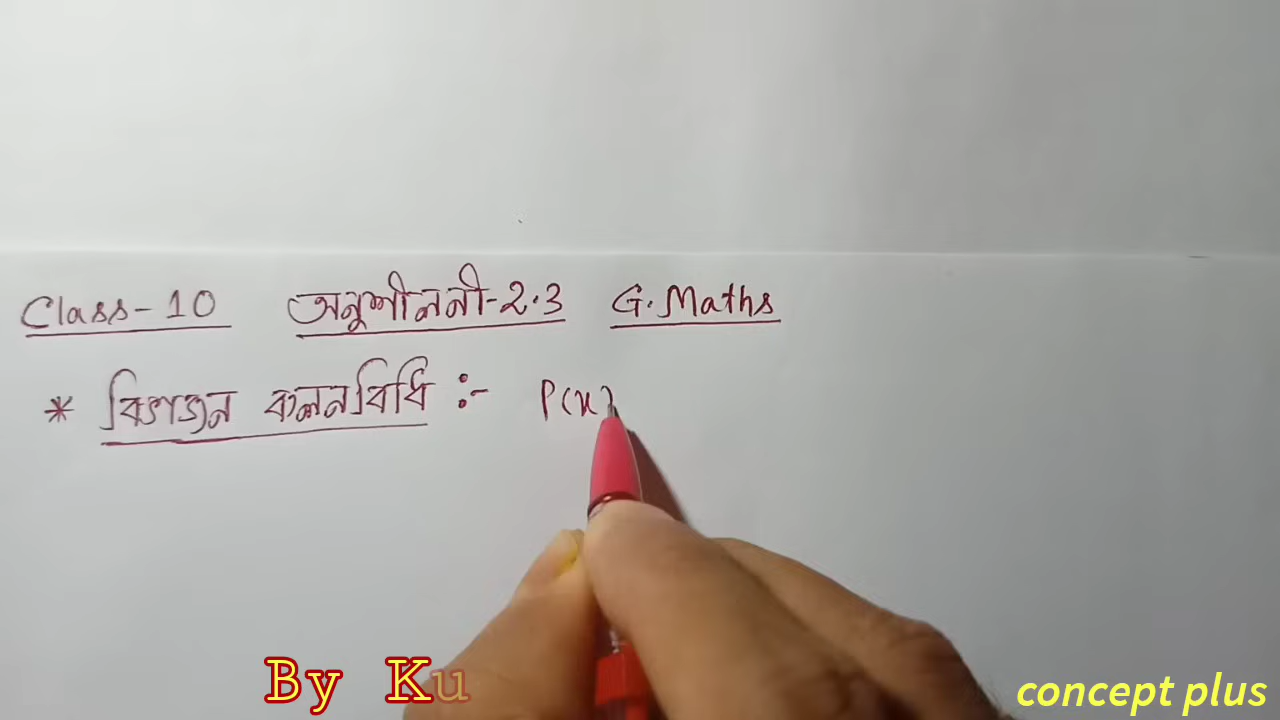 Class-10 অনুশীলনী-2.3 G.Maths
* বিভাজন কলনবিধি :- P(x)
By Ku
concept plus